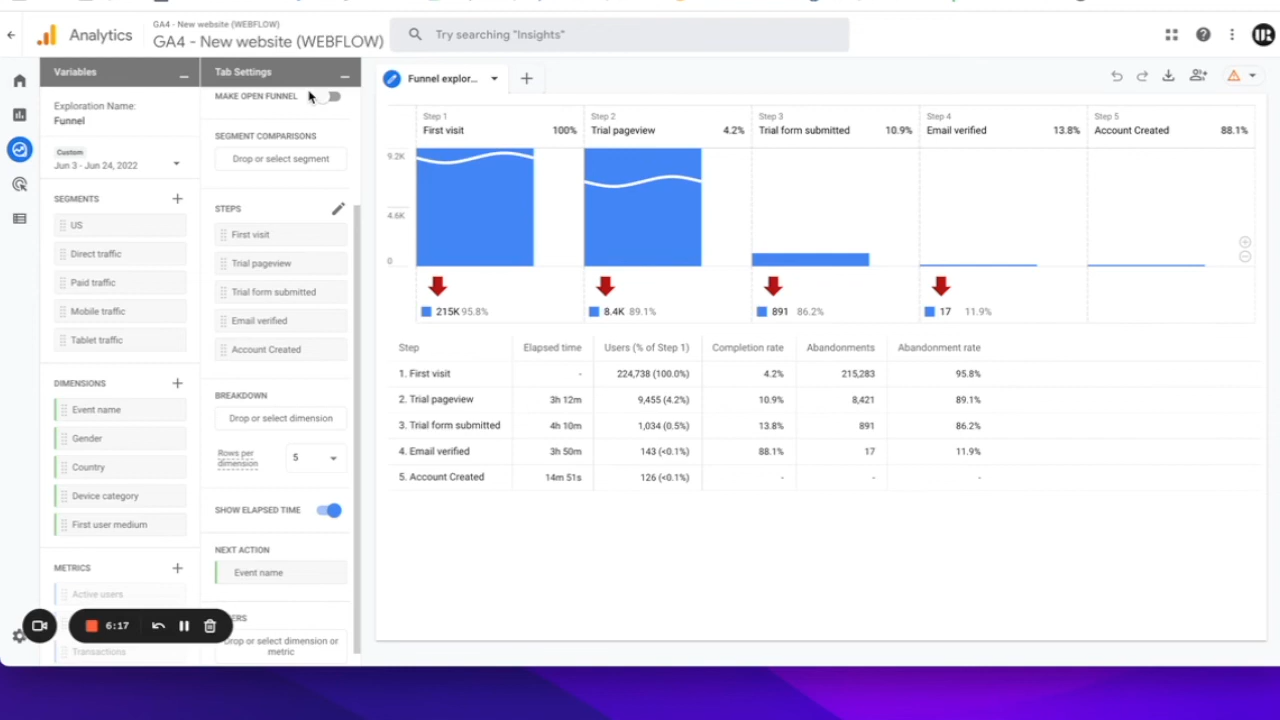 Analytics
GA4 - New website (WEBFLOW)
GA4 - New website (WEBFLOW)
Try searching "Insights"
Variables
Exploration Name:
Funnel
Custom
Jun 3 - Jun 24, 2022
SEGMENTS
US
Direct traffic
Paid traffic
Mobile traffic
Tablet traffic
DIMENSIONS
Event name
Gender
Country
Device category
First user medium
METRICS
Active users
Transactions
6:17
Tab Settings
MAKE OPEN FUNNEL
SEGMENT COMPARISONS
Drop or select segment
STEPS
First visit
Trial pageview
Trial form submitted
Email verified
Account Created
BREAKDOWN
Drop or select dimension
Rows per
dimension
5
SHOW ELAPSED TIME
NEXT ACTION
Event name
ERS
Drop or select dimension or
metric
Funnel explor...
Step 1 Step 2 Step 3 Step 4 Step 5
First visit 100% Trial pageview 4.2% Trial form submitted 10.9% Email verified 13.8% Account Created 88.1%
9.2K
4.6K
0
215K 95.8% 8.4K 89.1% 891 86.2% 17 11.9%
Step Elapsed time Users (% of Step 1) Completion rate Abandonments Abandonment rate
1. First visit - 224,738 (100.0%) 4.2% 215,283 95.8%
2. Trial pageview 3h 12m 9,455 (4.2%) 10.9% 8,421 89.1%
3. Trial form submitted 4h 10m 1,034 (0.5%) 13.8% 891 86.2%
4. Email verified 3h 50m 143 (<0.1%) 88.1% 17 11.9%
5. Account Created 14m 51s 126 (<0.1%) - - -